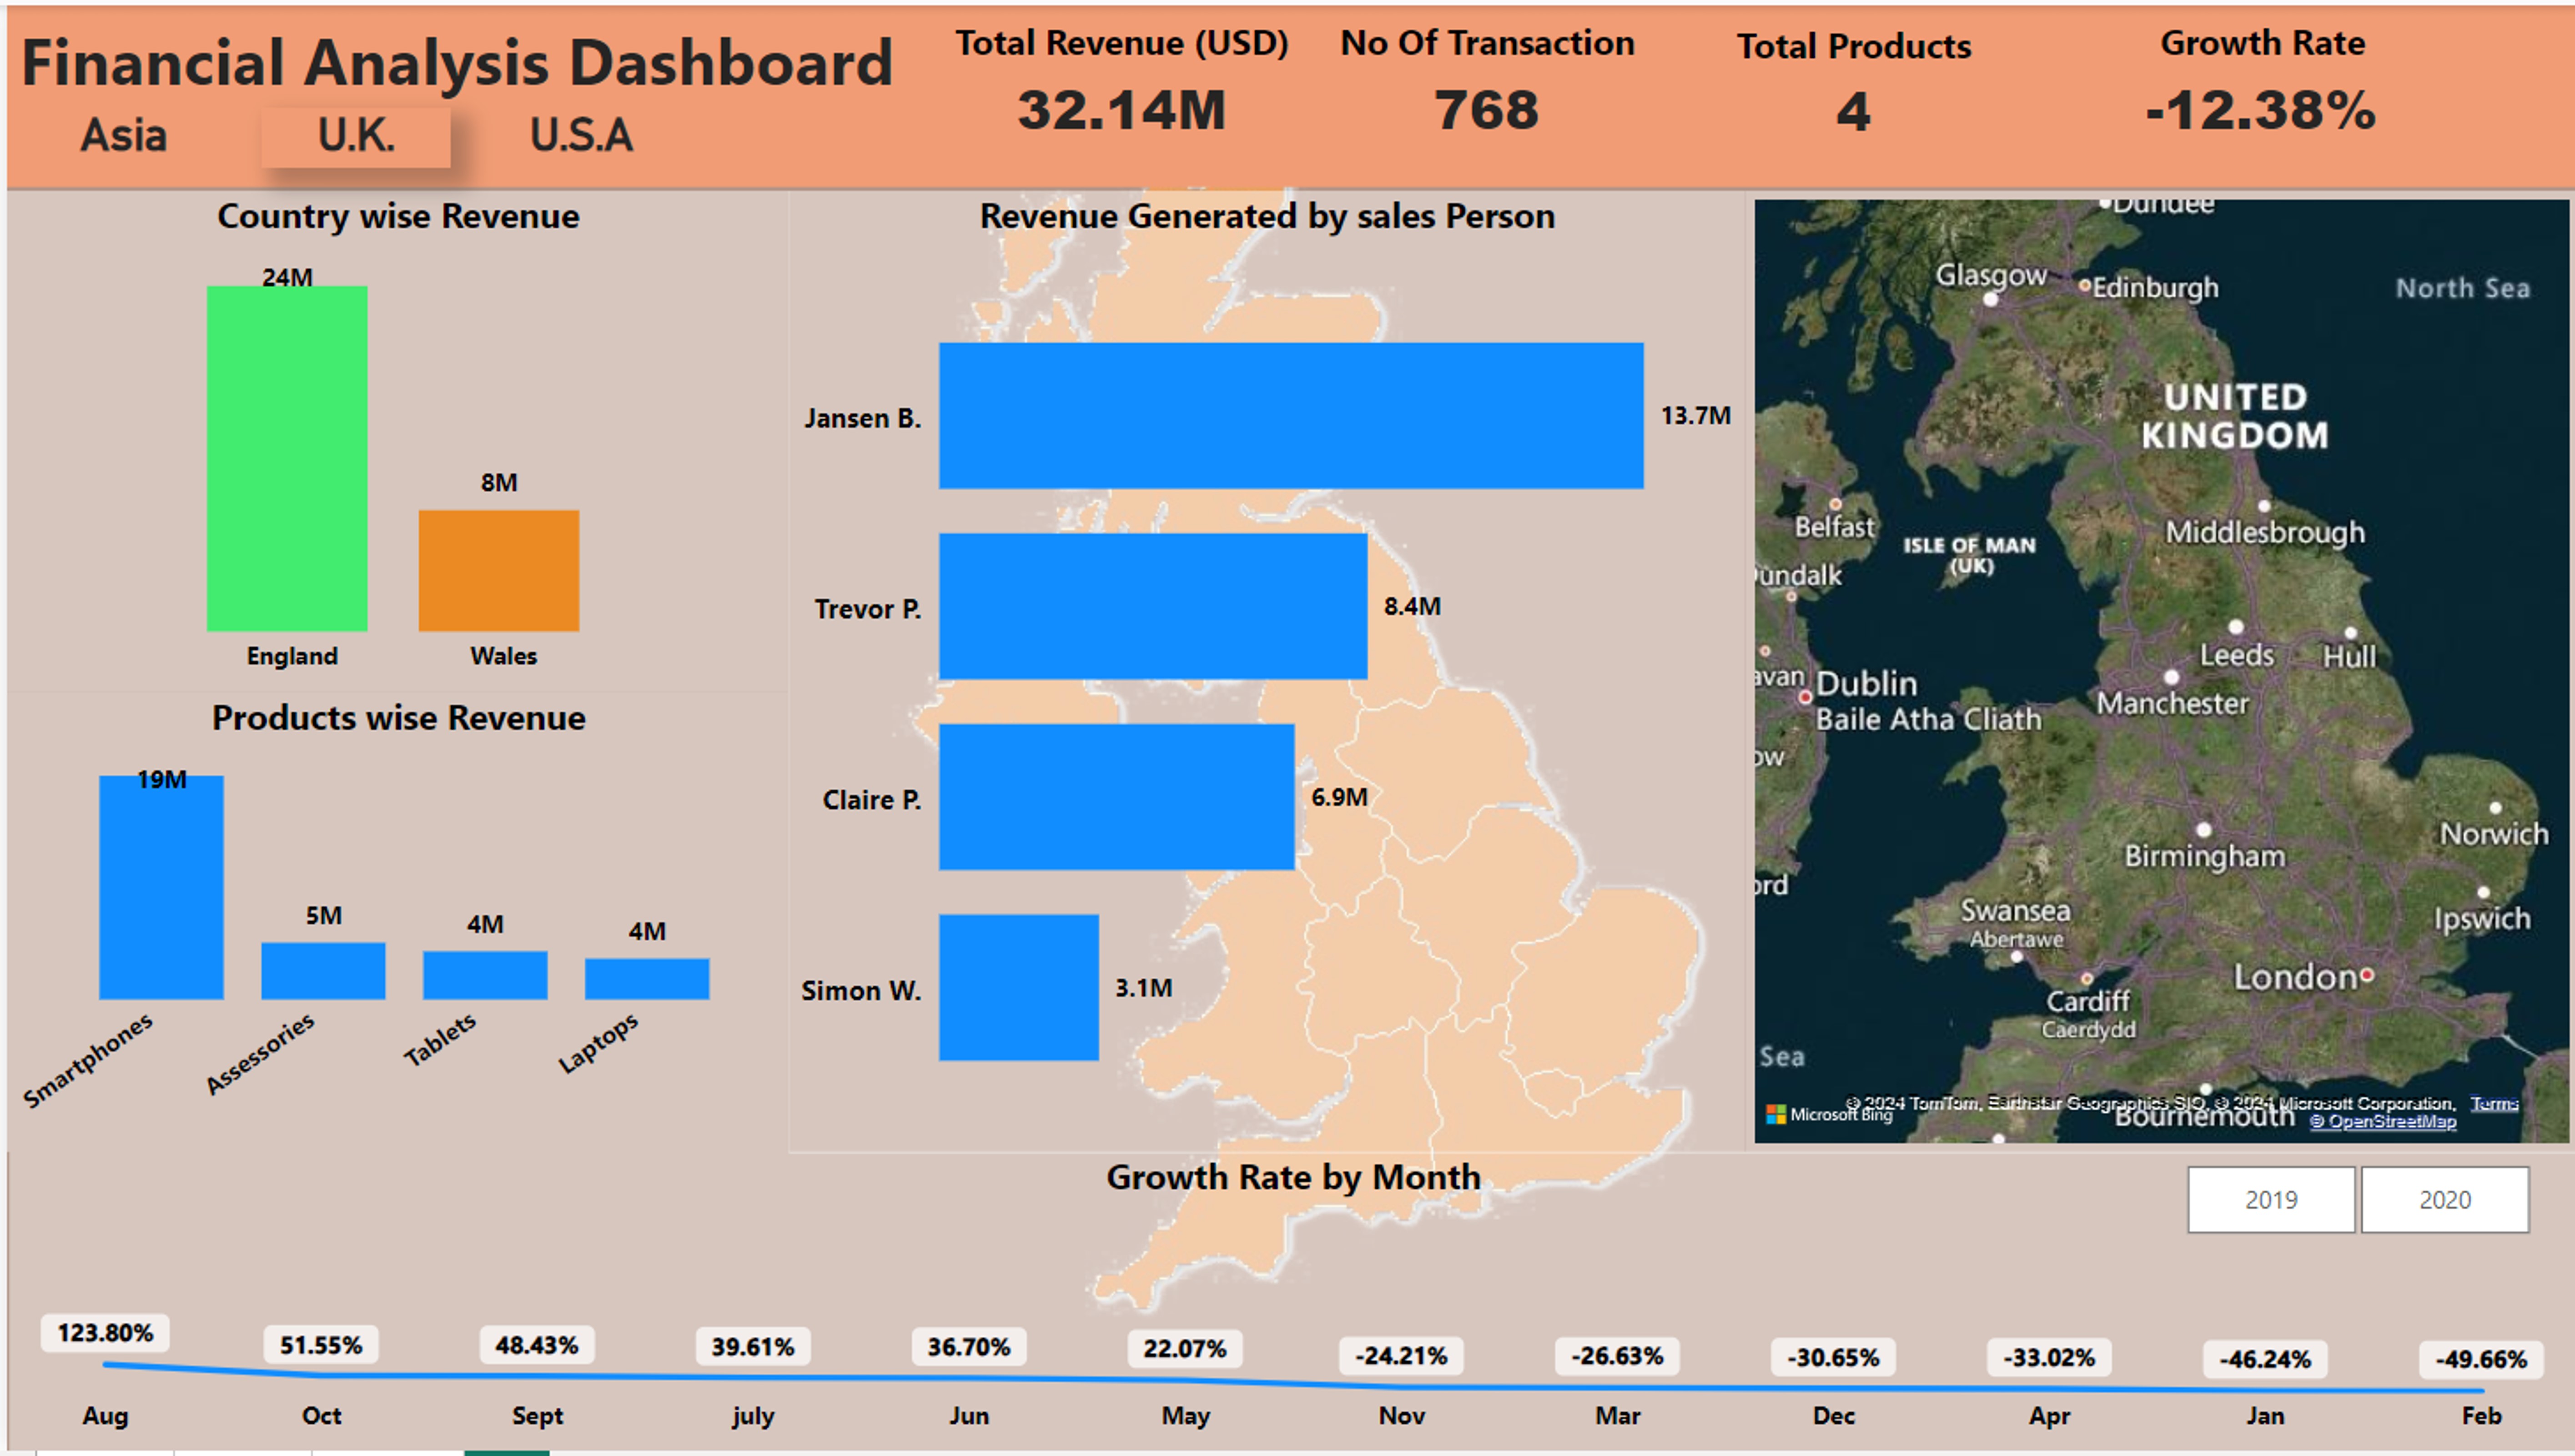 Financial Analysis Dashboard
Asia
U.K.
U.S.A
Total Revenue (USD)
32.14M
No Of Transaction
768
Total Products
4
Growth Rate
-12.38%
Country wise Revenue
24M
8M
England
Wales
Products wise Revenue
19M
5M
4M
4M
Smartphones
Assessories
Tablets
Laptops
Revenue Generated by sales Person
Jansen B.
13.7M
Trevor P.
8.4M
Claire P.
6.9M
Simon W.
3.1M
Dundee
Glasgow
Edinburgh
North Sea
UNITED
KINGDOM
Belfast
Middlesbrough
ISLE OF MAN
(UK)
undalk
Leeds
Hull
avan
Dublin
Manchester
Baile Atha Cliath
ow
Norwich
Birmingham
ord
Swansea
Abertawe
Ipswich
London
Cardiff
Caerdydd
Sea
Microsoft Bing
© 2024 TomTom, Earthstar Geographics SIO, © 2024 Microsoft Corporation, Terms
Bournemouth
© OpenStreetMap
Growth Rate by Month
2019
2020
123.80%
51.55%
48.43%
39.61%
36.70%
22.07%
-24.21%
-26.63%
-30.65%
-33.02%
-46.24%
-49.66%
Aug
Oct
Sept
july
Jun
May
Nov
Mar
Dec
Apr
Jan
Feb